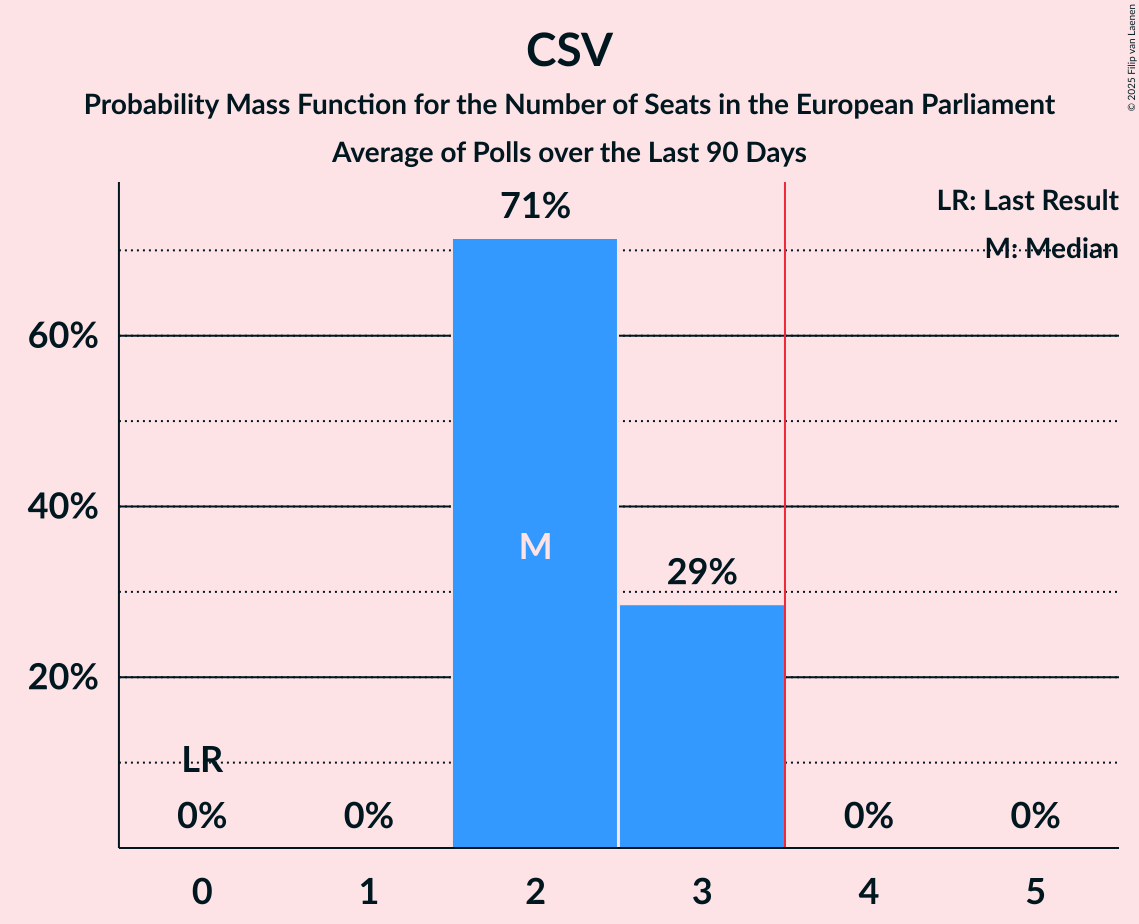 CSV
Probability Mass Function for the Number of Seats in the European Parliament
Average of Polls over the Last 90 Days
© 2025 Filip van Laenen
LR: Last Result
M: Median
71%
60%
40%
M
29%
20%
LR
0% 0% 0% 0%
0 1 2 3 4 5